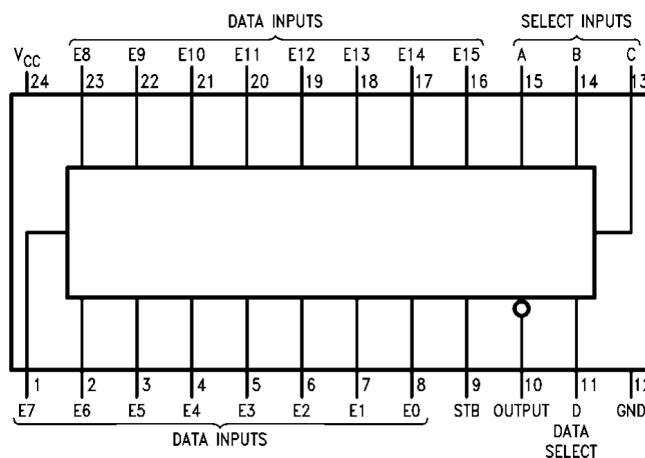 DATA INPUTS SELECT INPUTS
VCC E8 E9 E10 E11 E12 E13 E14 E15 A B C
24 23 22 21 20 19 18 17 16 15 14 13
1 2 3 4 5 6 7 8 9 10 11 12
E7 E6 E5 E4 E3 E2 E1 E0 STB OUTPUT D GND
DATA INPUTS DATA
SELECT